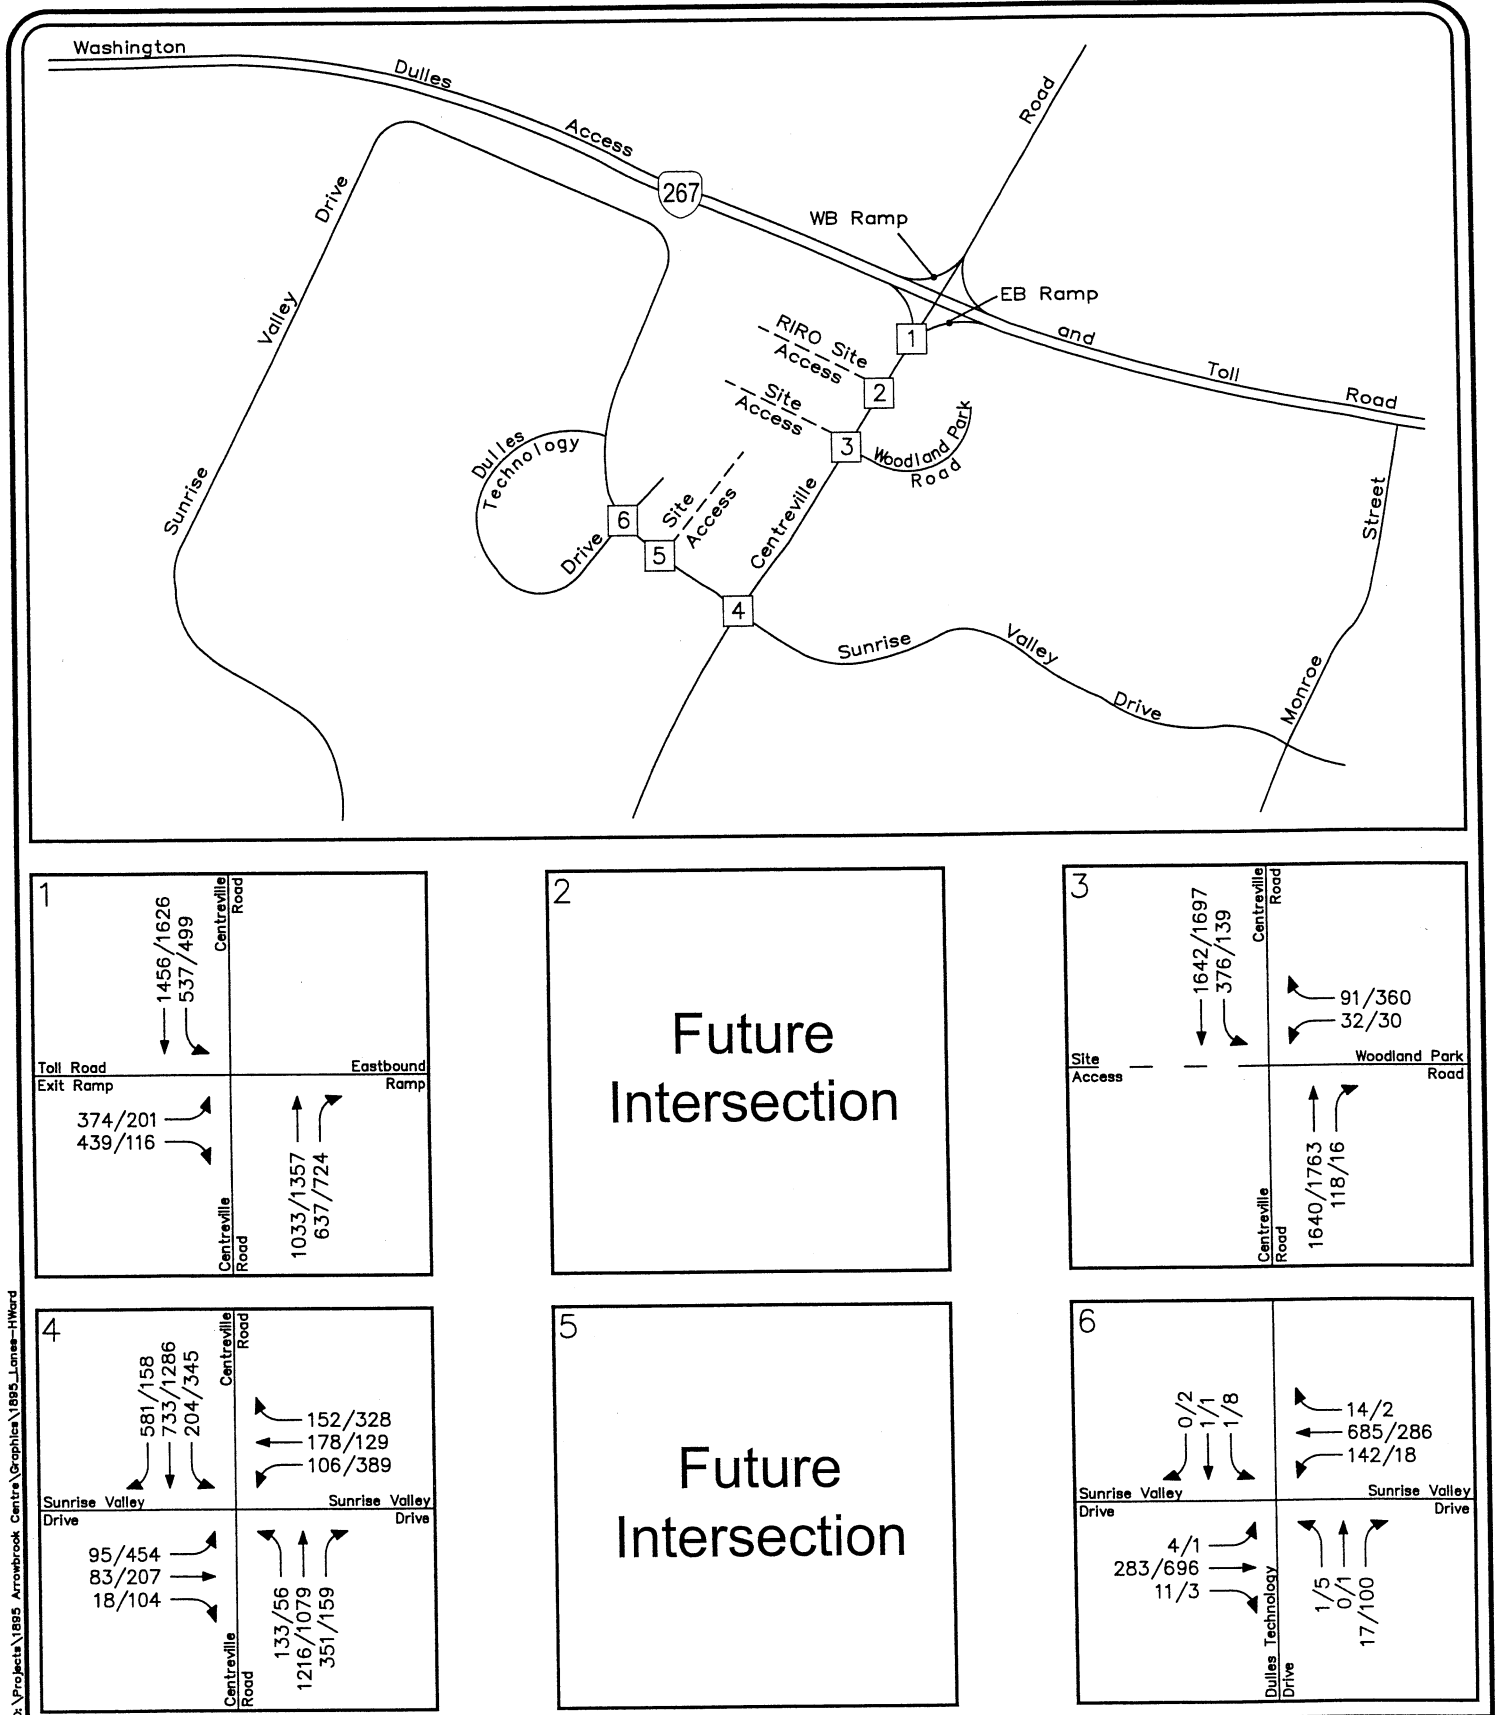 Washington
Dulles
Access
267
WB Ramp
EB Ramp
Road
and
Toll
Road
Drive
Valley
Sunrise
RIRO Site
Access
Site
Access
1
2
3
Woodland Park
Road
Dulles
Technology
Drive
Site
Access
6
5
4
Centreville
Street
Monroe
Sunrise
Valley
Drive
1
Centreville
Road
1456/1626
537/499
Toll Road
Exit Ramp
Eastbound
Ramp
374/201
439/116
1033/1357
637/724
Centreville
Road
2
Future
Intersection
3
Centreville
Road
1642/1697
376/139
91/360
32/30
Site
Access
Woodland Park
Road
1640/1763
118/16
Centreville
Road
4
Centreville
Road
581/158
733/1286
204/345
152/328
178/129
106/389
Sunrise Valley
Drive
Sunrise Valley
Drive
95/454
83/207
18/104
133/56
1216/1079
351/159
Centreville
Road
5
Future
Intersection
6
0/2
1/1
1/8
14/2
685/286
142/18
Sunrise Valley
Drive
Sunrise Valley
Drive
4/1
283/696
11/3
1/5
0/1
17/100
Dulles Technology
Drive
:\Projects\1895 Arrowbrook Centre\Graphics\1895_Lanes-HWard